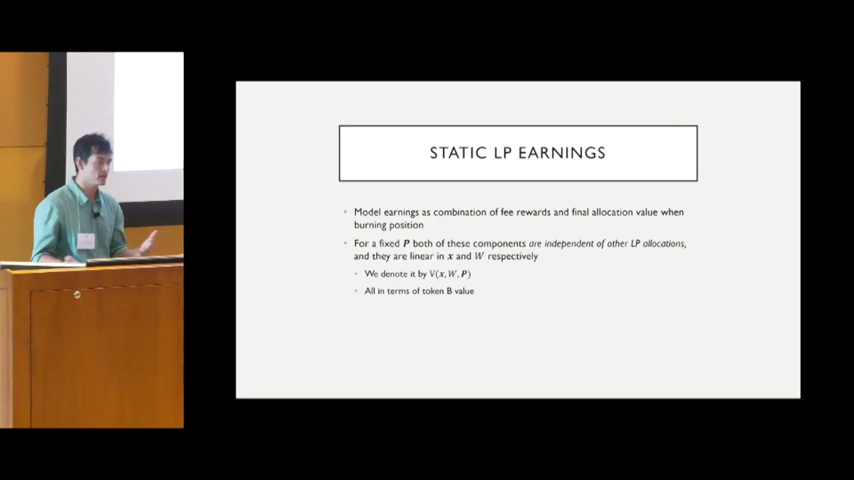 STATIC LP EARNINGS
• Model earnings as combination of fee rewards and final allocation value when
burning position
• For a fixed P both of these components are independent of other LP allocations,
and they are linear in x and W respectively
• We denote it by V(x, W, P)
• All in terms of token B value